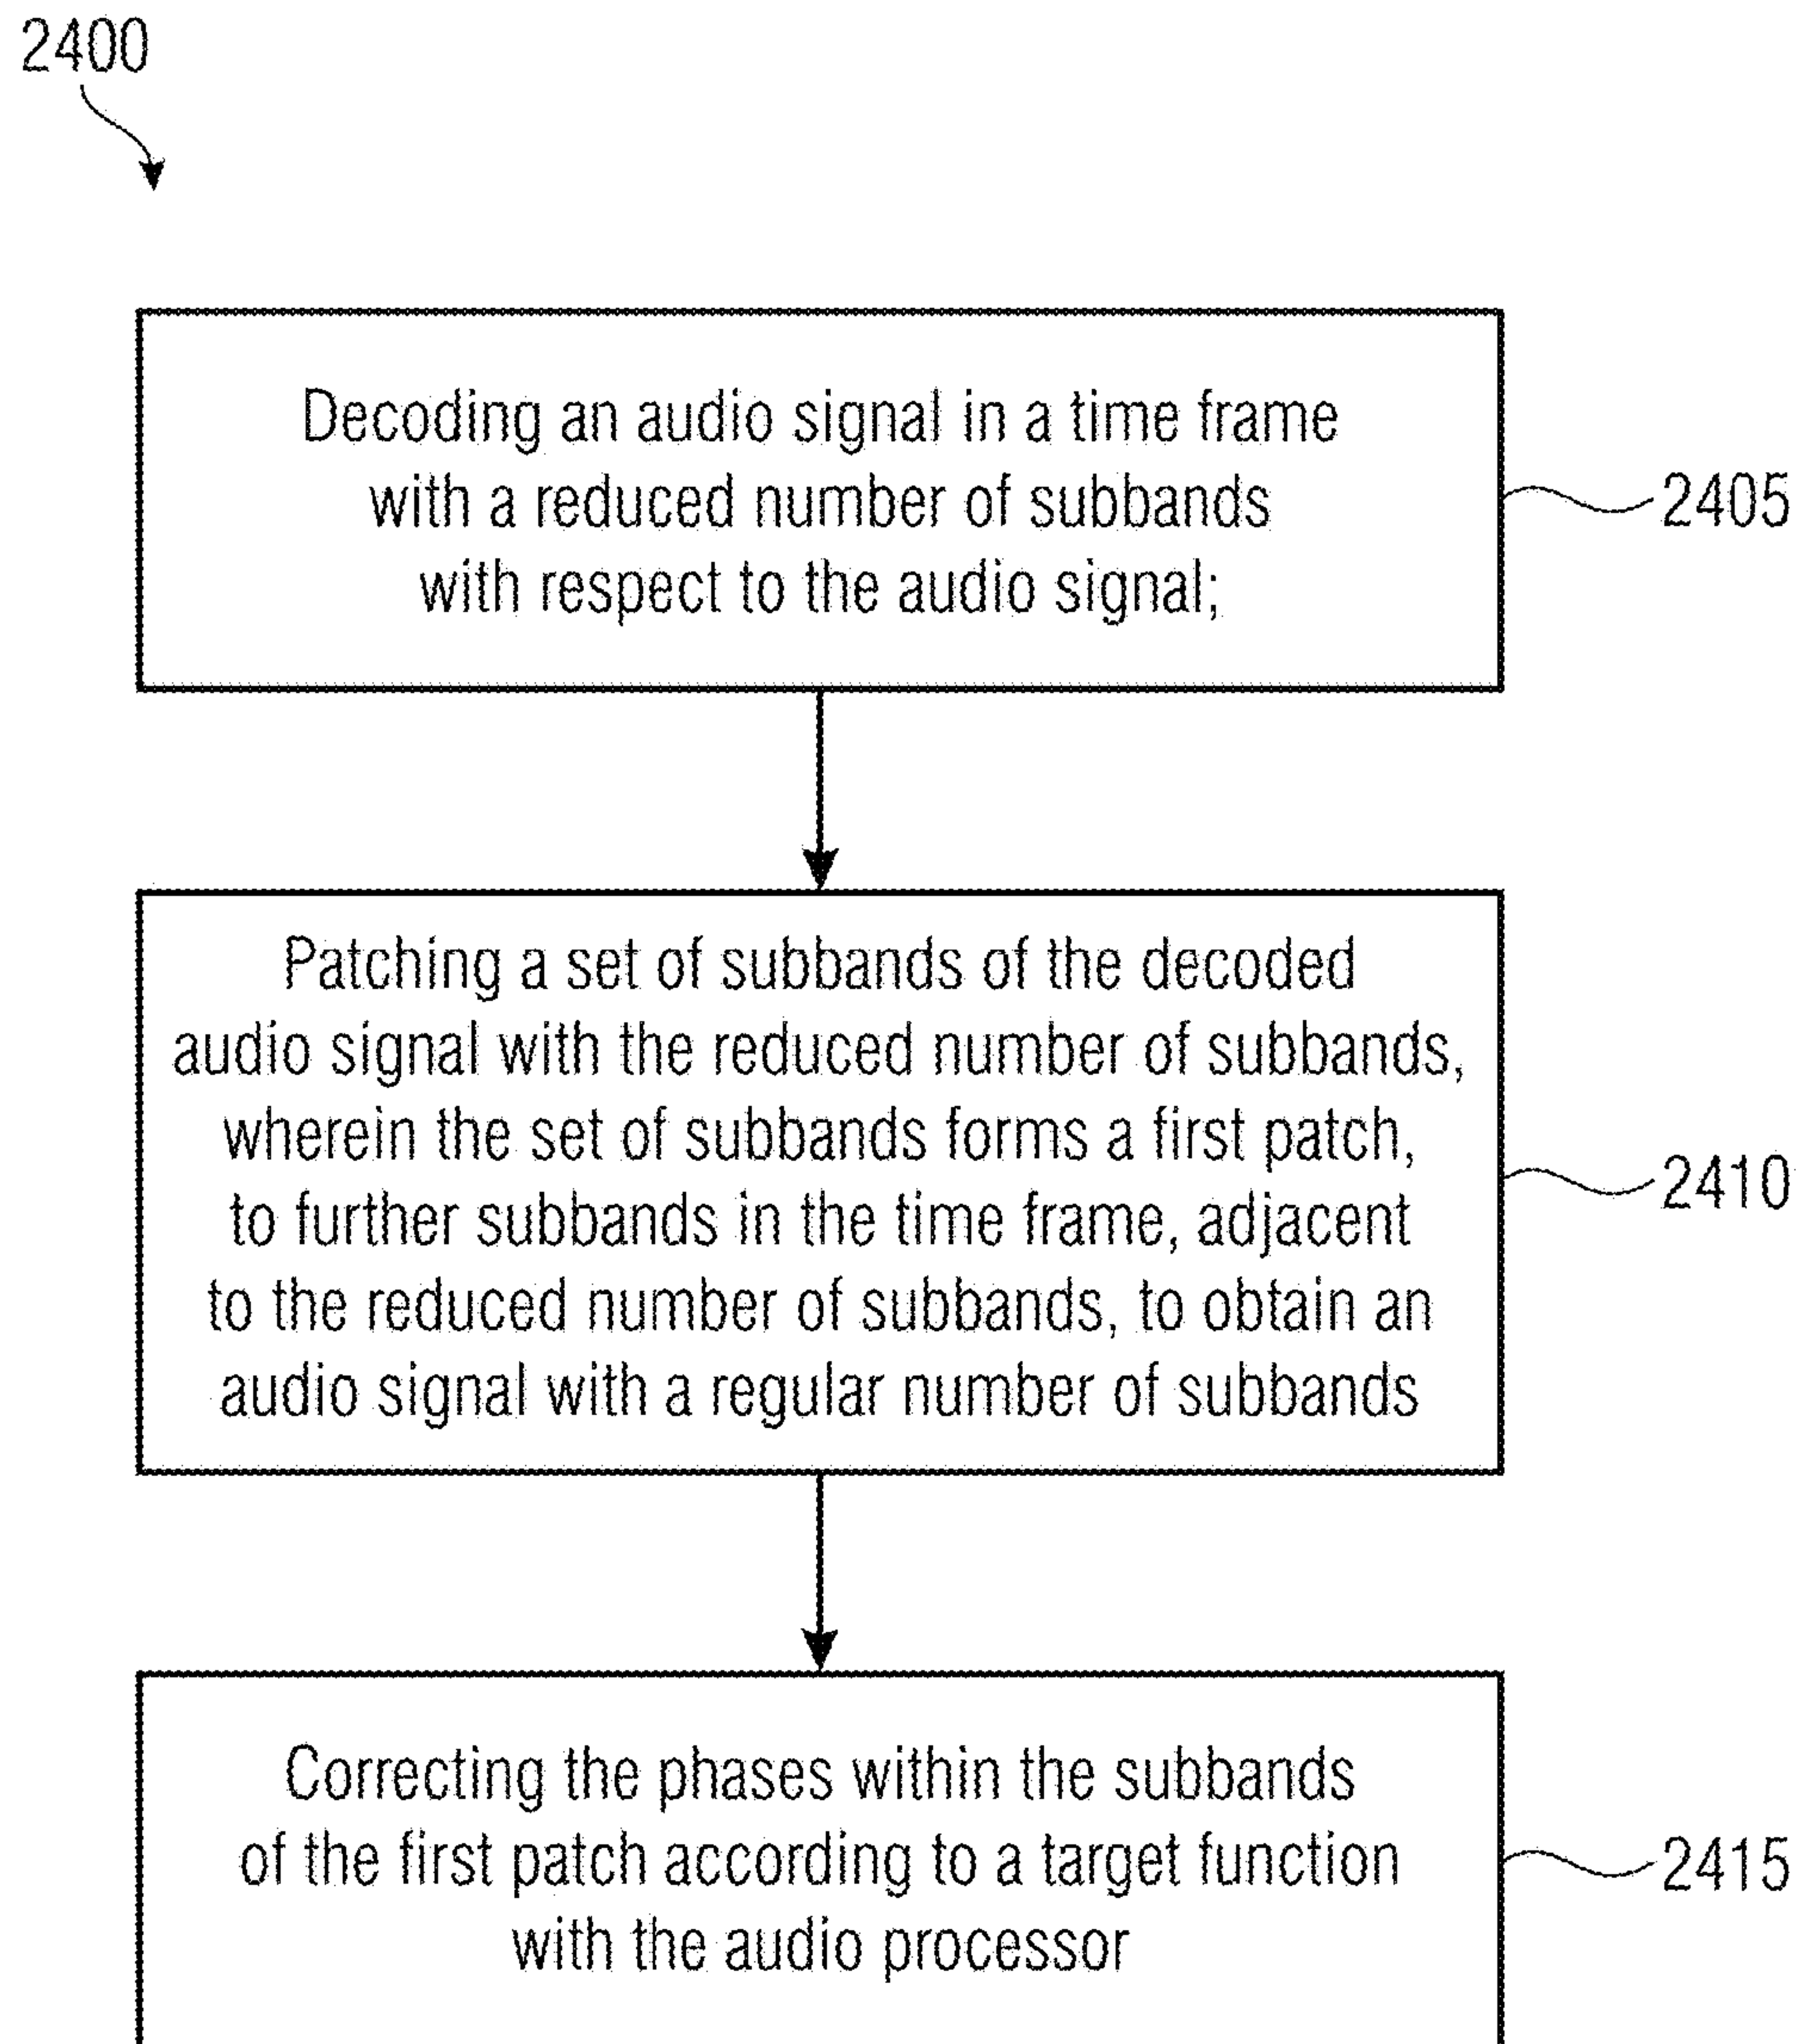 2400
Decoding an audio signal in a time frame
with a reduced number of subbands
with respect to the audio signal;
2405
Patching a set of subbands of the decoded
audio signal with the reduced number of subbands,
wherein the set of subbands forms a first patch,
to further subbands in the time frame, adjacent
to the reduced number of subbands, to obtain an
audio signal with a regular number of subbands
2410
Correcting the phases within the subbands
of the first patch according to a target function
with the audio processor
2415